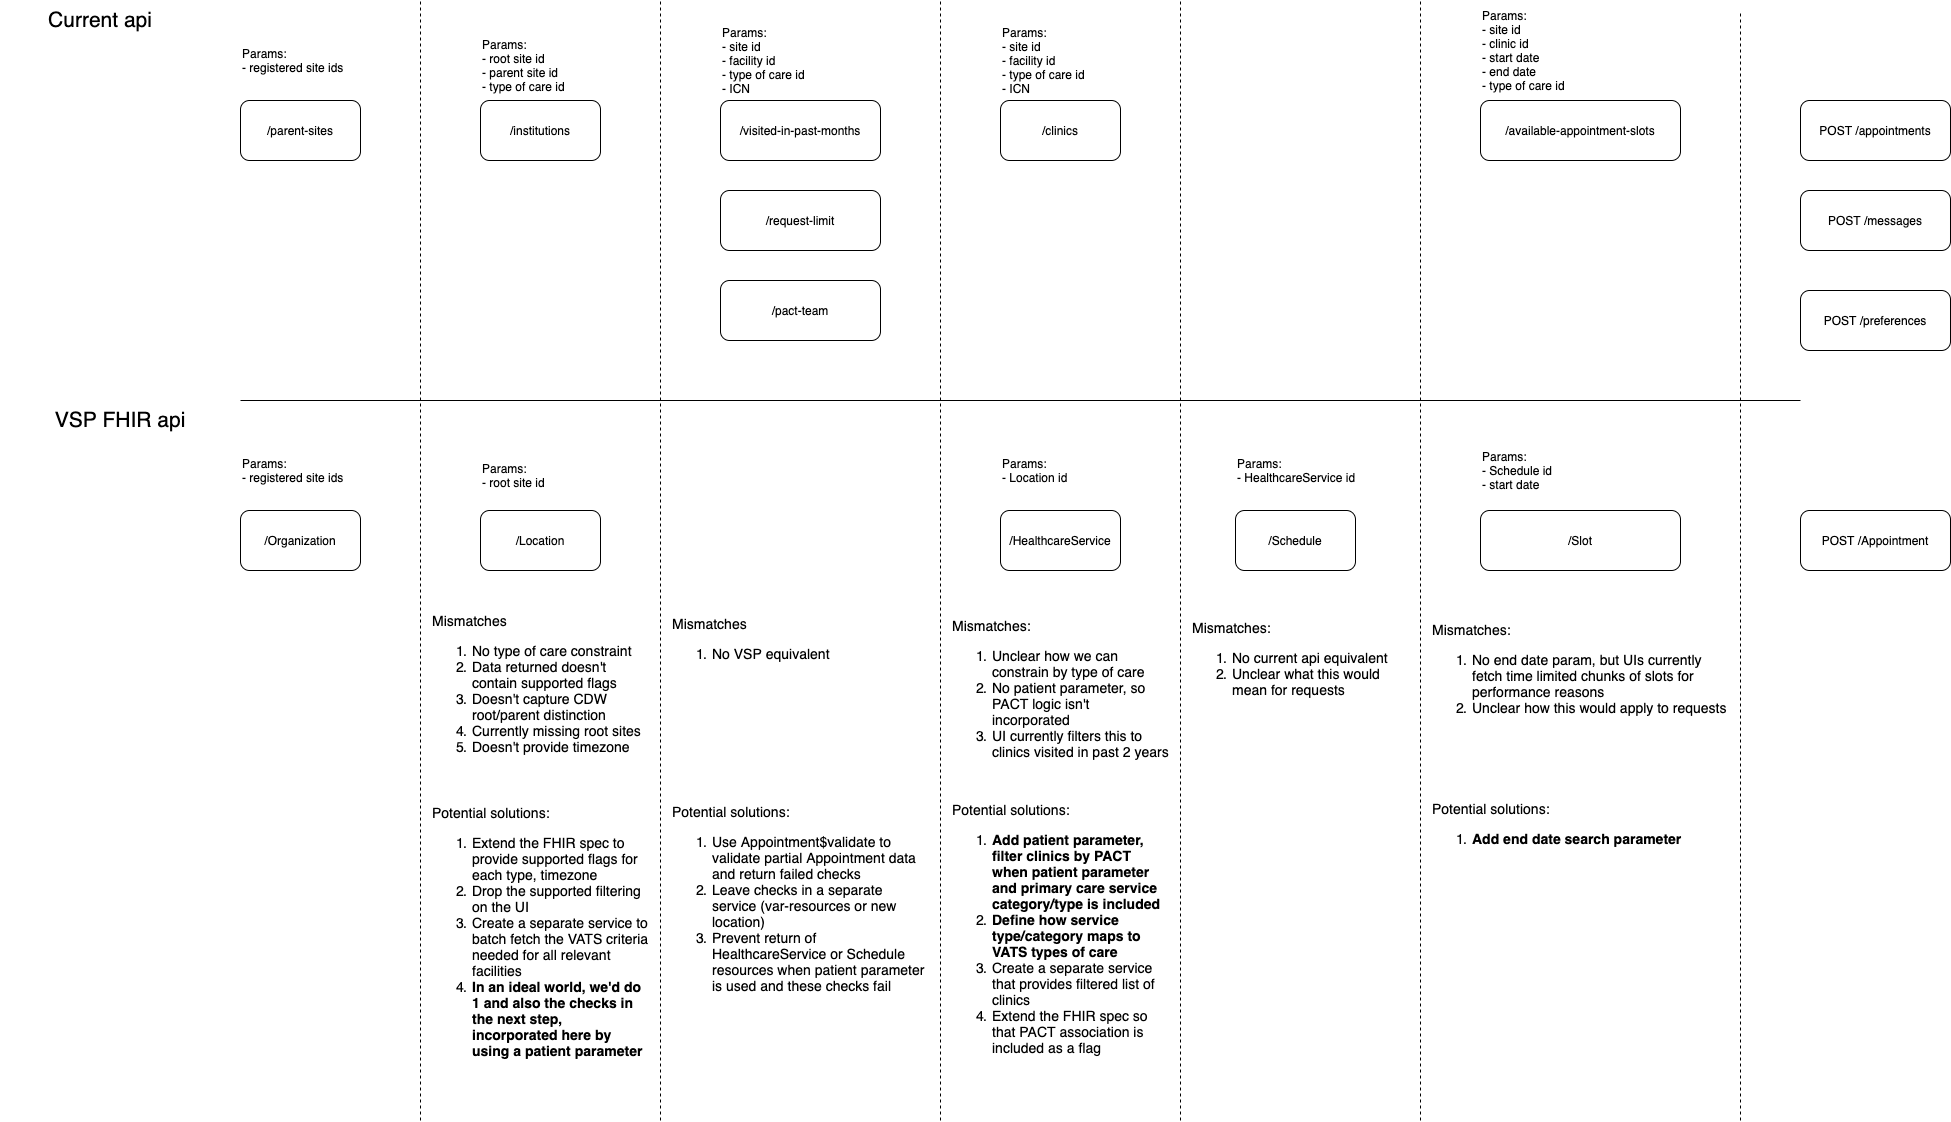 Current api
Params:
- registered site ids
/parent-sites
Params:
- root site id
- parent site id
- type of care id
/institutions
Params:
- site id
- facility id
- type of care id
- ICN
/visited-in-past-months
/request-limit
/pact-team
Params:
- site id
- facility id
- type of care id
- ICN
/clinics
Params:
- site id
- clinic id
- start date
- end date
- type of care id
/available-appointment-slots
POST /appointments
POST /messages
POST /preferences
VSP FHIR api
Params:
- registered site ids
/Organization
Params:
- root site id
/Location
Mismatches
1. No type of care constraint
2. Data returned doesn't
contain supported flags
3. Doesn't capture CDW
root/parent distinction
4. Currently missing root sites
5. Doesn't provide timezone
Potential solutions:
1. Extend the FHIR spec to
provide supported flags for
each type, timezone
2. Drop the supported filtering
on the UI
3. Create a separate service to
batch fetch the VATS criteria
needed for all relevant
facilities
4. In an ideal world, we'd do
1 and also the checks in
the next step,
incorporated here by
using a patient parameter
Mismatches
1. No VSP equivalent
Potential solutions:
1. Use Appointment$validate to
validate partial Appointment data
and return failed checks
2. Leave checks in a separate
service (var-resources or new
location)
3. Prevent return of
HealthcareService or Schedule
resources when patient parameter
is used and these checks fail
Params:
- Location id
/HealthcareService
Mismatches:
1. Unclear how we can
constrain by type of care
2. No patient parameter, so
PACT logic isn't
incorporated
3. UI currently filters this to
clinics visited in past 2 years
Potential solutions:
1. Add patient parameter,
filter clinics by PACT
when patient parameter
and primary care service
category/type is included
2. Define how service
type/category maps to
VATS types of care
3. Create a separate service
that provides filtered list of
clinics
4. Extend the FHIR spec so
that PACT association is
included as a flag
Params:
- HealthcareService id
/Schedule
Mismatches:
1. No current api equivalent
2. Unclear what this would
mean for requests
Params:
- Schedule id
- start date
/Slot
Mismatches:
1. No end date param, but UIs currently
fetch time limited chunks of slots for
performance reasons
2. Unclear how this would apply to requests
Potential solutions:
1. Add end date search parameter
POST /Appointment